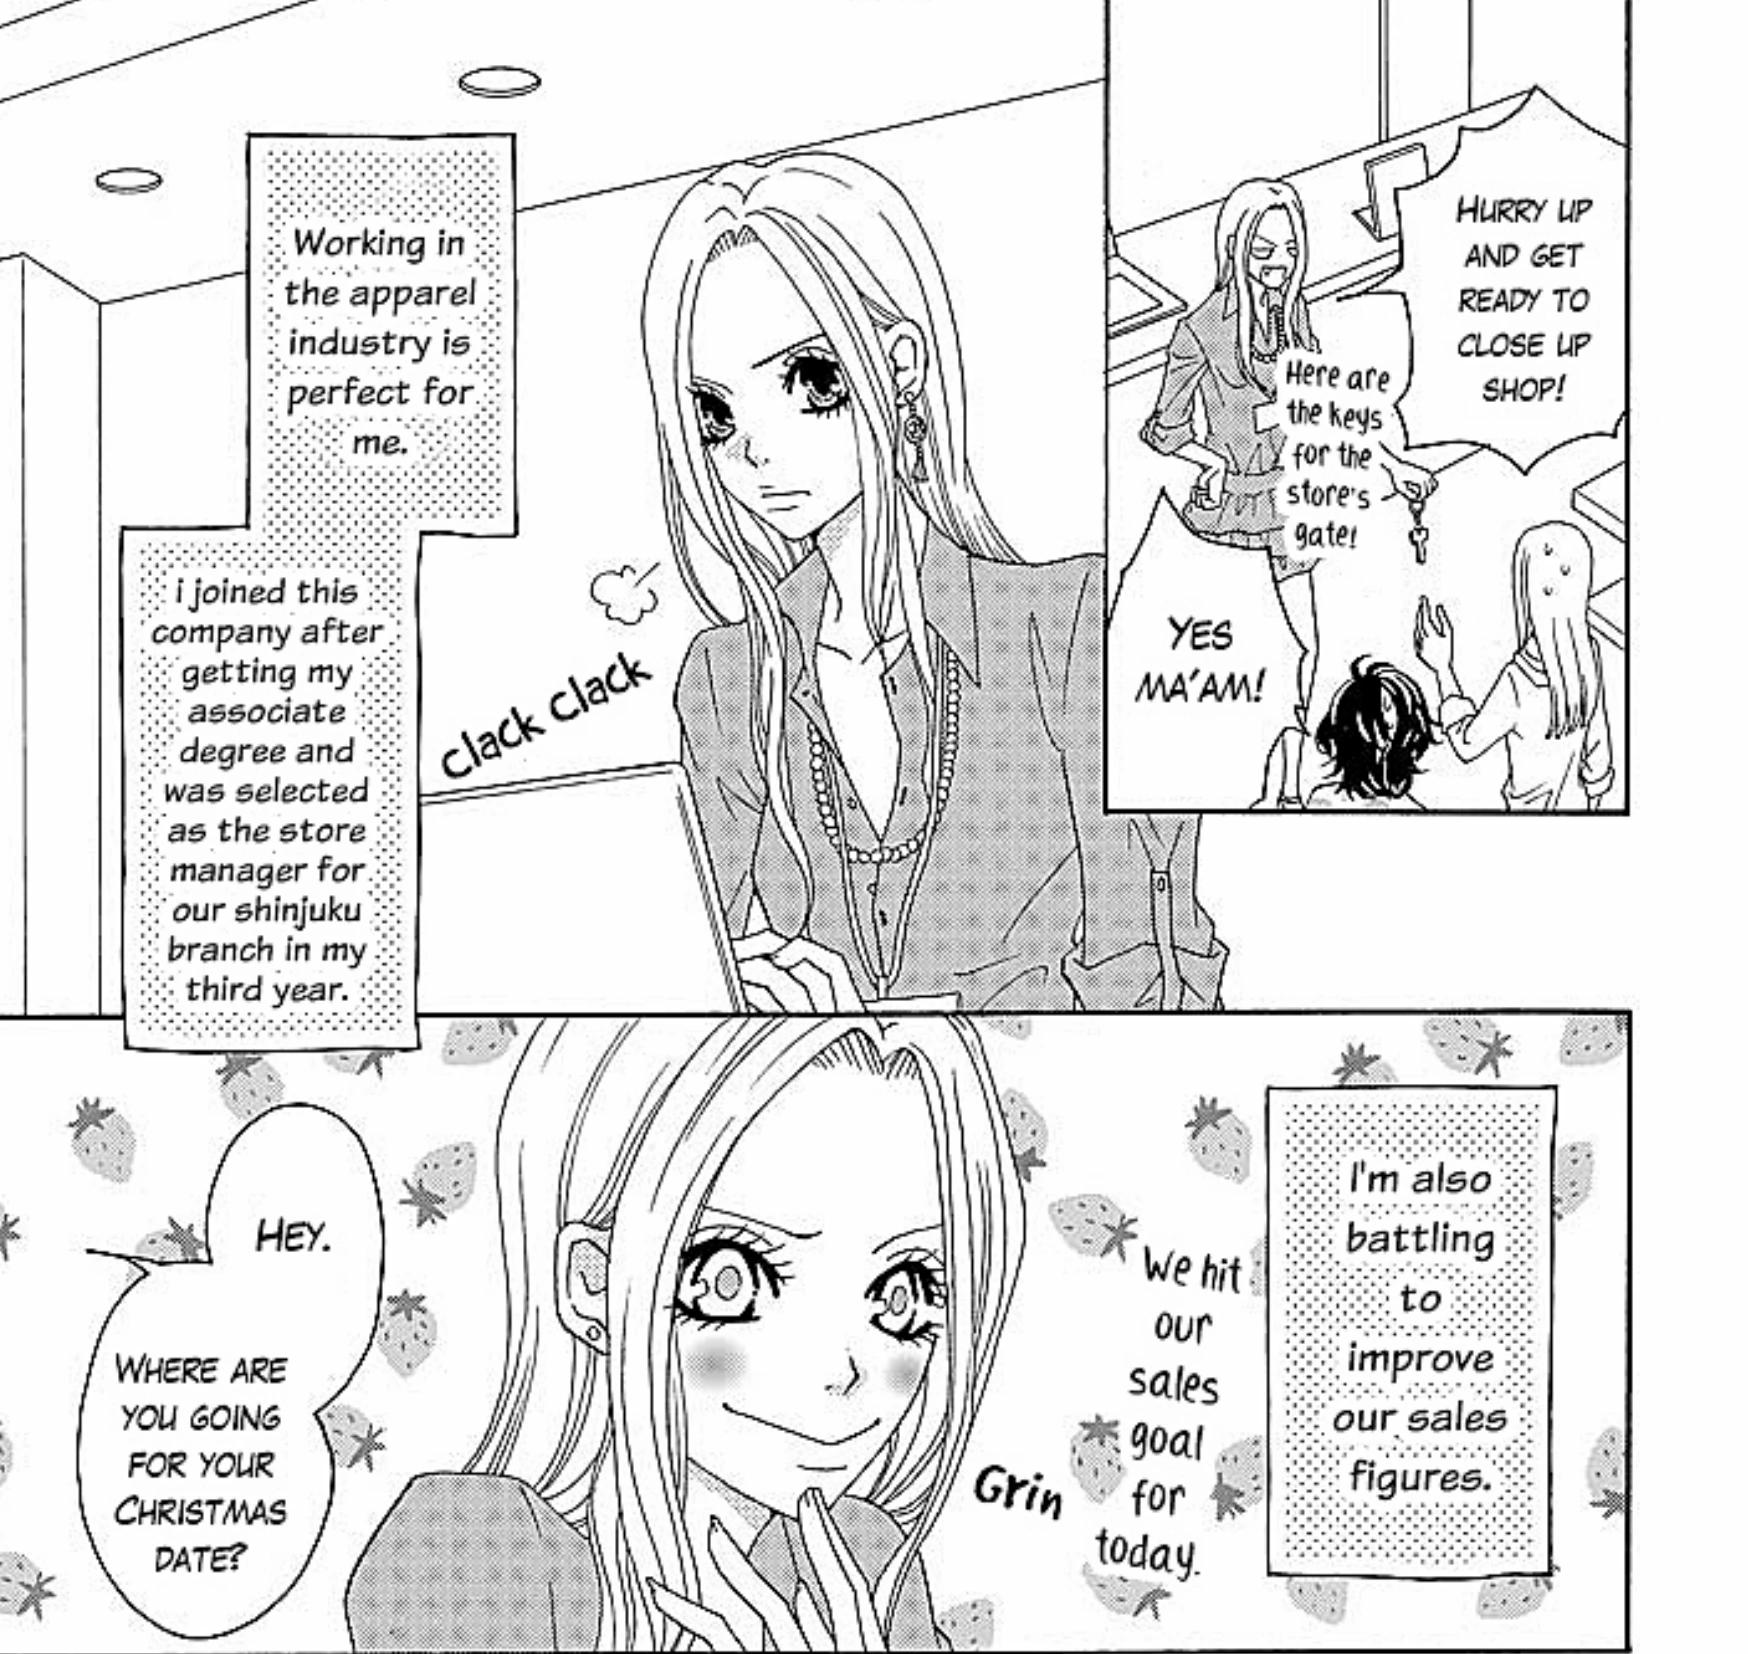 HURRY UP
AND GET
READY TO
CLOSE UP
SHOP!
Here are
the keys
for the
store's
gate!
YES
MA'AM!
Working in
the apparel
industry is
perfect for
me.
i joined this
company after
getting my
associate
degree and
was selected
as the store
manager for
our shinjuku
branch in my
third year.
clack clack
I'm also
battling
to
improve
our sales
figures.
We hit
our
sales
goal
for
today.
Grin
HEY.
WHERE ARE
YOU GOING
FOR YOUR
CHRISTMAS
DATE?